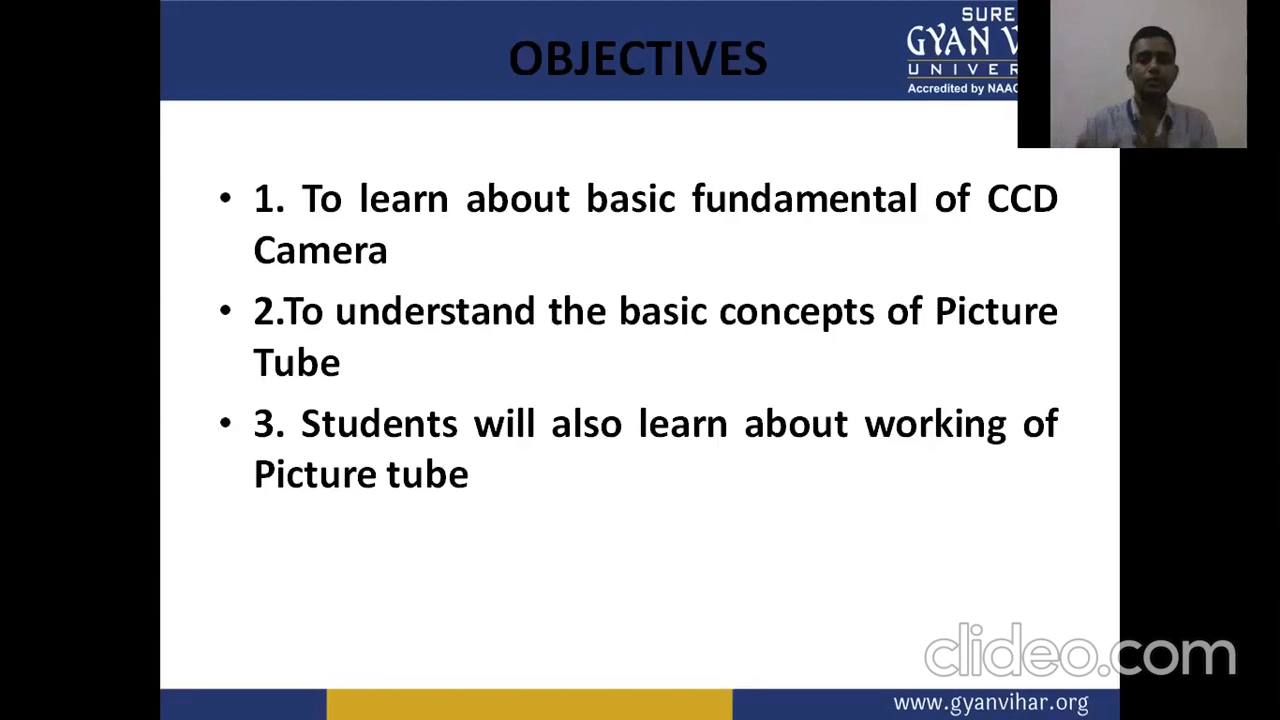 SURE
GYAN V
UNIVER
Accredited by NAAC
OBJECTIVES
• 1. To learn about basic fundamental of CCD
Camera
• 2.To understand the basic concepts of Picture
Tube
• 3. Students will also learn about working of
Picture tube
clideo.com
www.gyanvihar.org